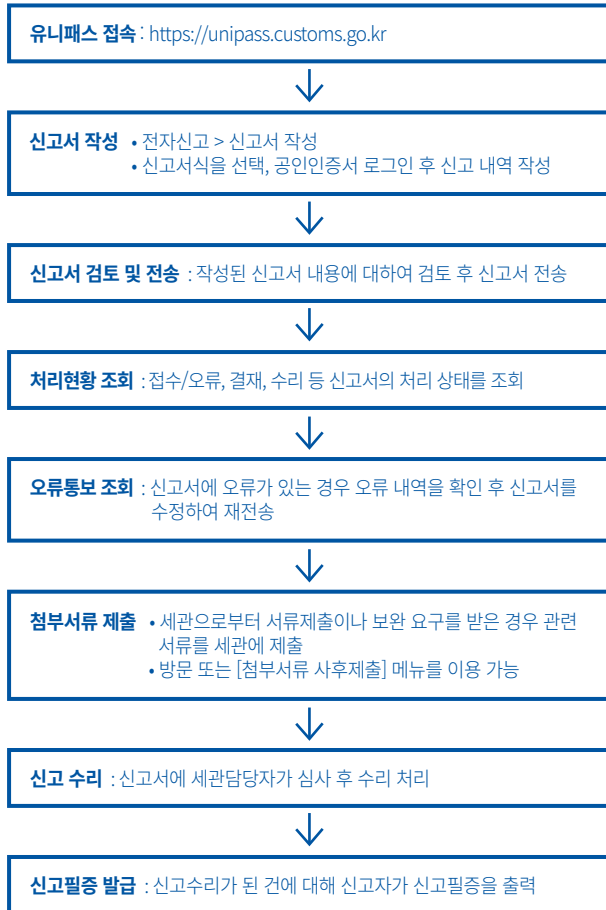 유니패스 접속 : https://unipass.customs.go.kr
신고서 작성 • 전자신고 > 신고서 작성
• 신고서식을 선택, 공인인증서 로그인 후 신고 내역 작성
신고서 검토 및 전송 : 작성된 신고서 내용에 대하여 검토 후 신고서 전송
처리현황 조회 : 접수/오류, 결재, 수리 등 신고서의 처리 상태를 조회
오류통보 조회 : 신고서에 오류가 있는 경우 오류 내역을 확인 후 신고서를
수정하여 재전송
첨부서류 제출 • 세관으로부터 서류제출이나 보완 요구를 받은 경우 관련
서류를 세관에 제출
• 방문 또는 [첨부서류 사후제출] 메뉴를 이용 가능
신고 수리 : 신고서에 세관담당자가 심사 후 수리 처리
신고필증 발급 : 신고수리가 된 건에 대해 신고자가 신고필증을 출력